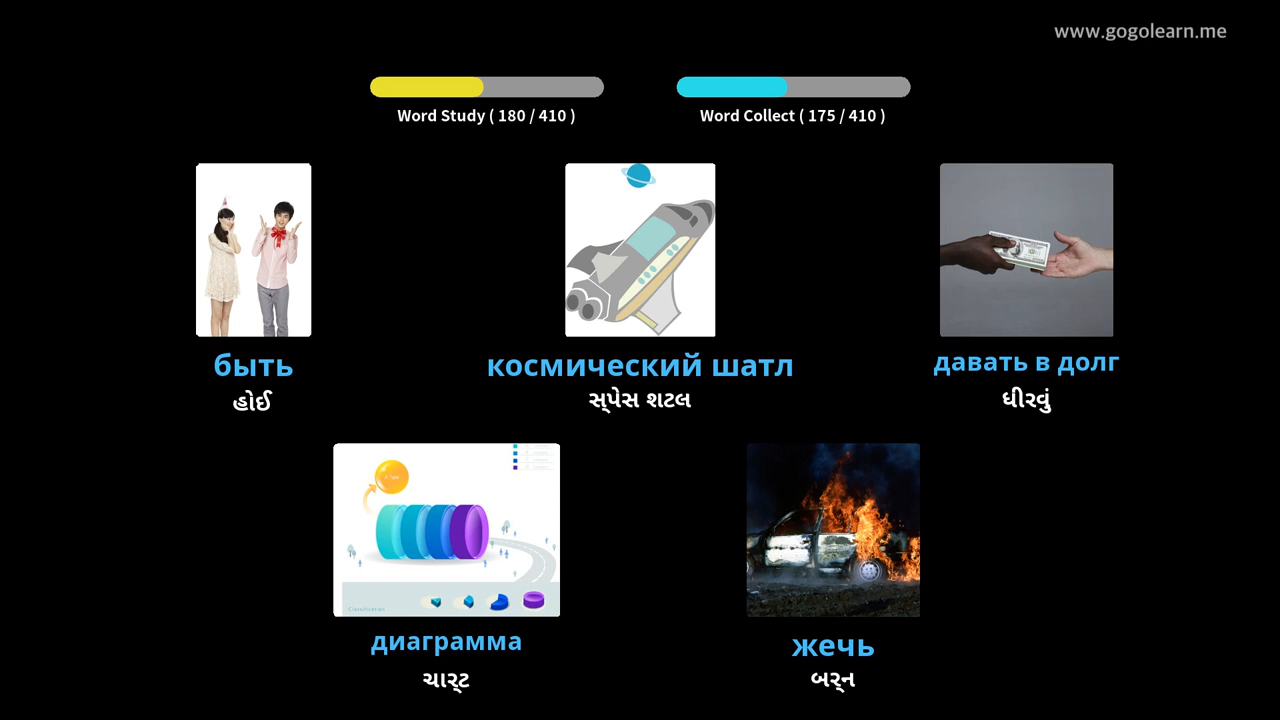 www.gogolearn.me
Word Study ( 180 / 410 )
Word Collect ( 175 / 410 )
быть
હોઈ
космический шатл
સ્પેસ શટલ
давать в долг
ધીરવું
диаграмма
ચાર્ટ
жечь
બર્ન